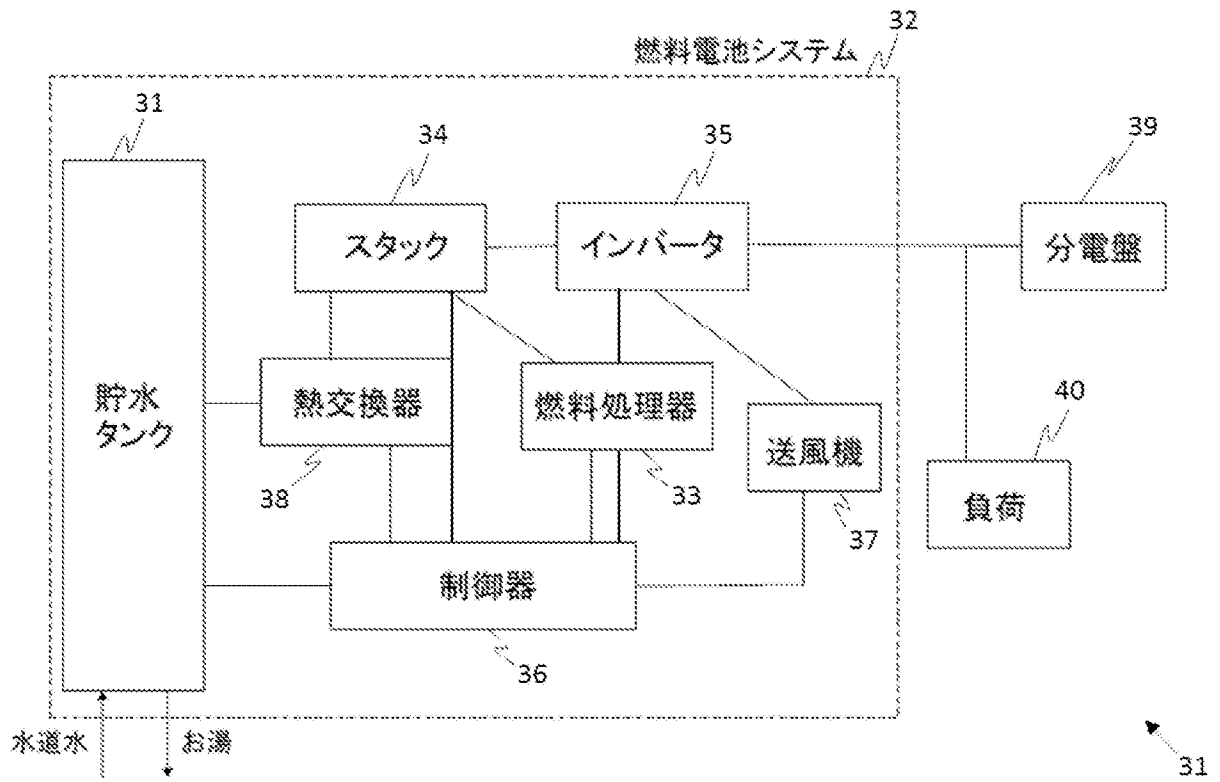 32
燃料電池システム
31
34
35
39
スタック
インバータ
分電盤
貯水
タンク
熱交換器
燃料処理器
送風機
40
38
33
37
負荷
制御器
36
水道水
お湯
31